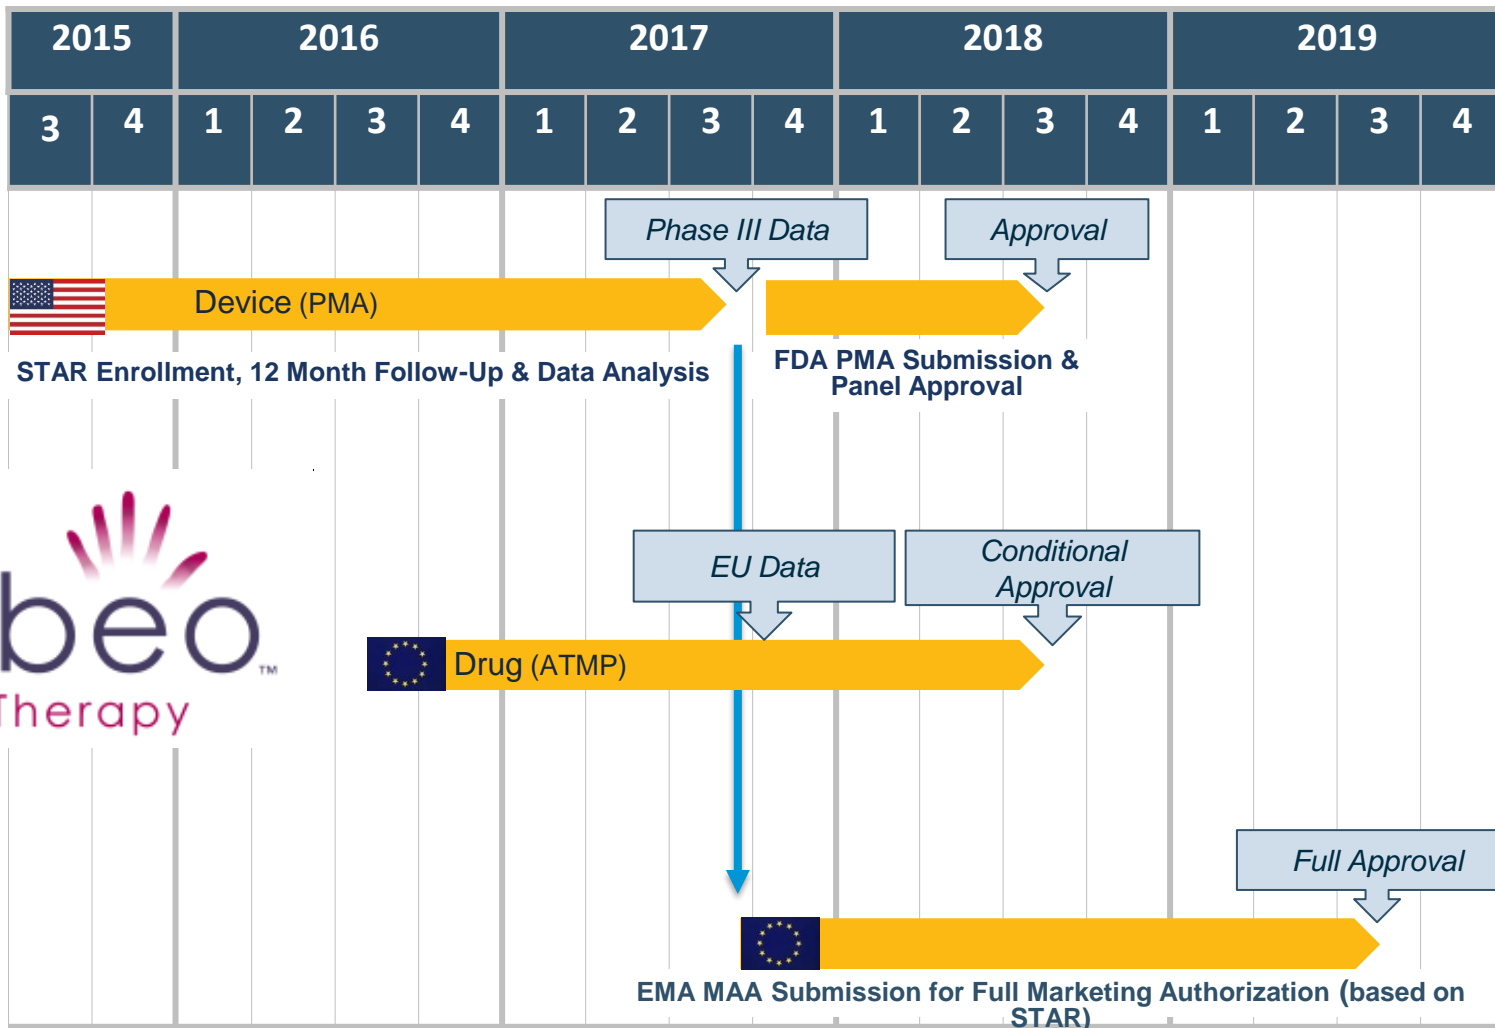 2015 2016 2017 2018 2019
3 4 1 2 3 4 1 2 3 4 1 2 3 4 1 2 3 4
Phase III Data
Approval
Device (PMA)
STAR Enrollment, 12 Month Follow-Up & Data Analysis
FDA PMA Submission &
Panel Approval
EU Data
Conditional
Approval
beo™
Therapy
Drug (ATMP)
Full Approval
EMA MAA Submission for Full Marketing Authorization (based on
STAR)